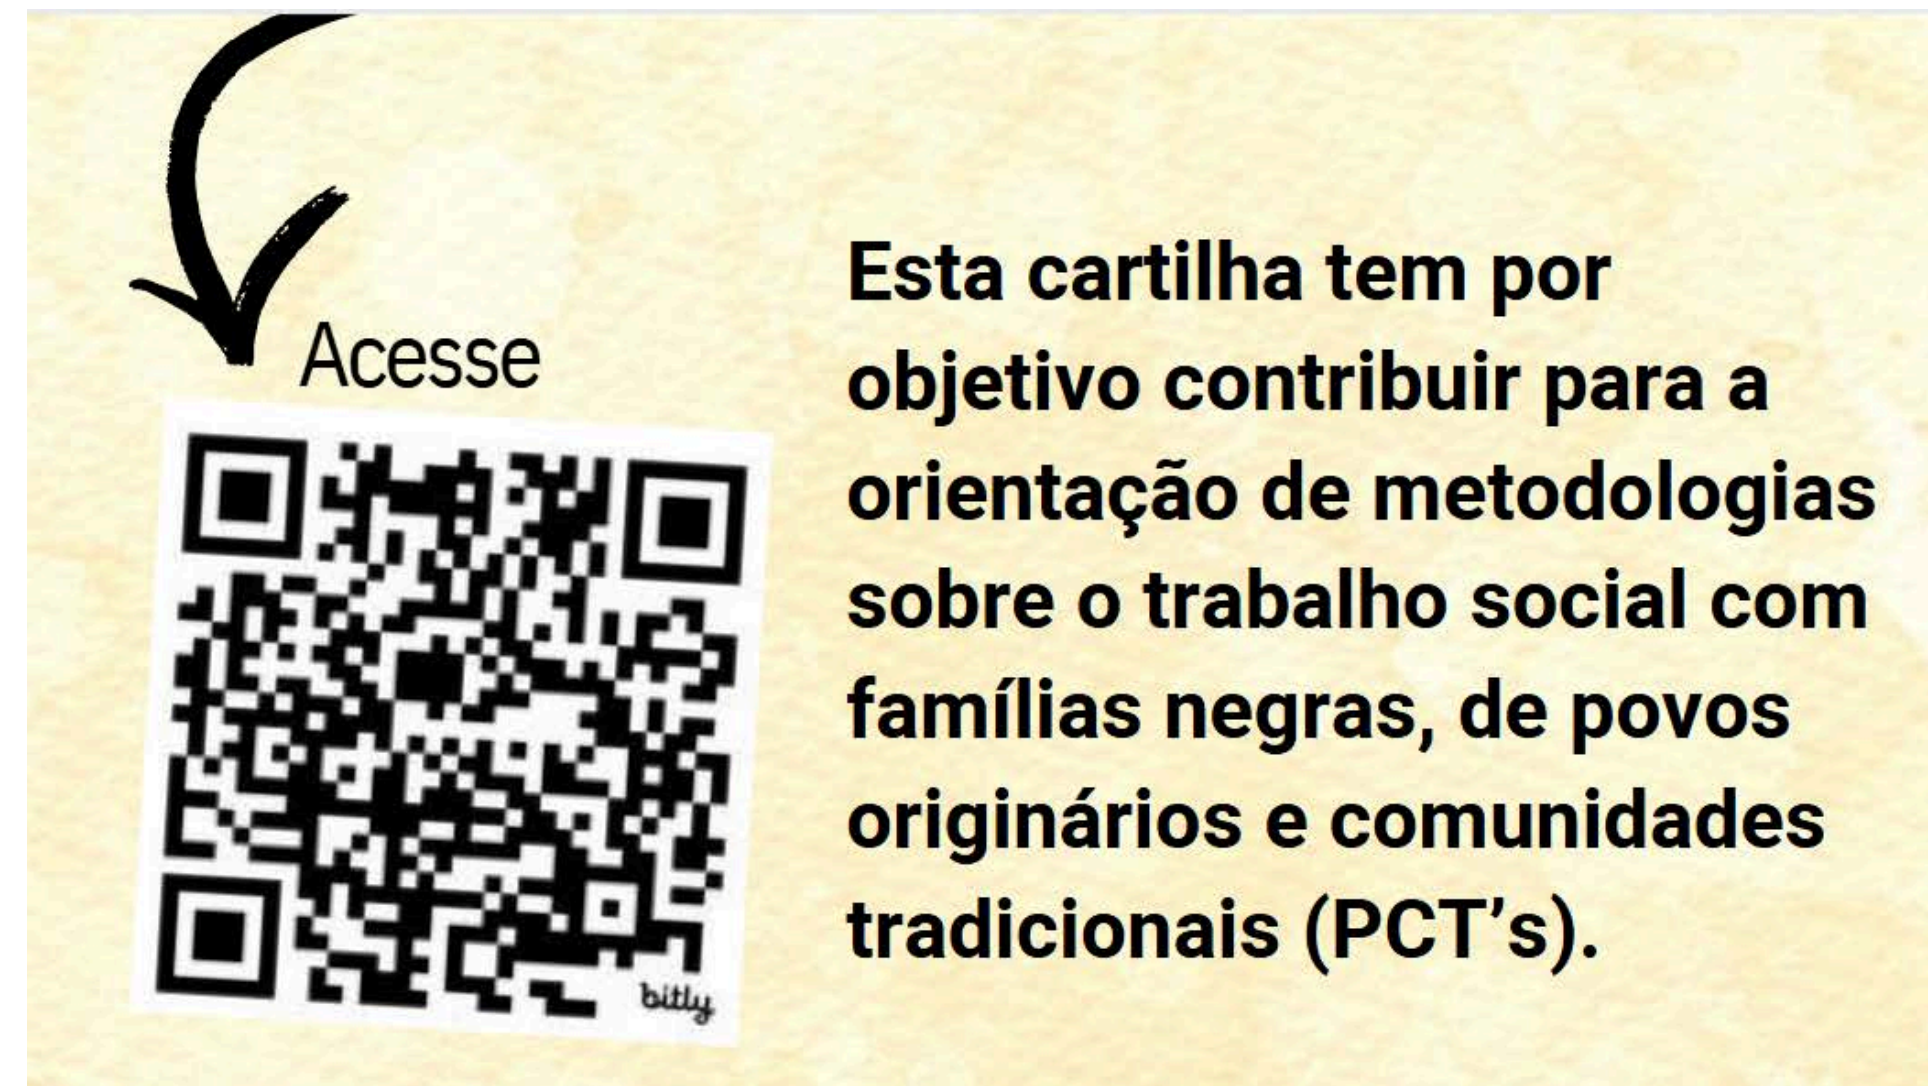 Acesse
bitly
Esta cartilha tem por
objetivo contribuir para a
orientação de metodologias
sobre o trabalho social com
famílias negras, de povos
originários e comunidades
tradicionais (PCT’s).